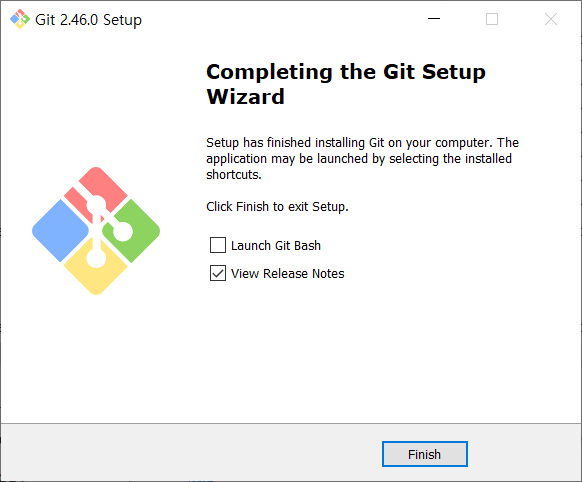 Git 2.46.0 Setup
Completing the Git Setup
Wizard
Setup has finished installing Git on your computer. The
application may be launched by selecting the installed
shortcuts.
Click Finish to exit Setup.
Launch Git Bash
View Release Notes
Finish